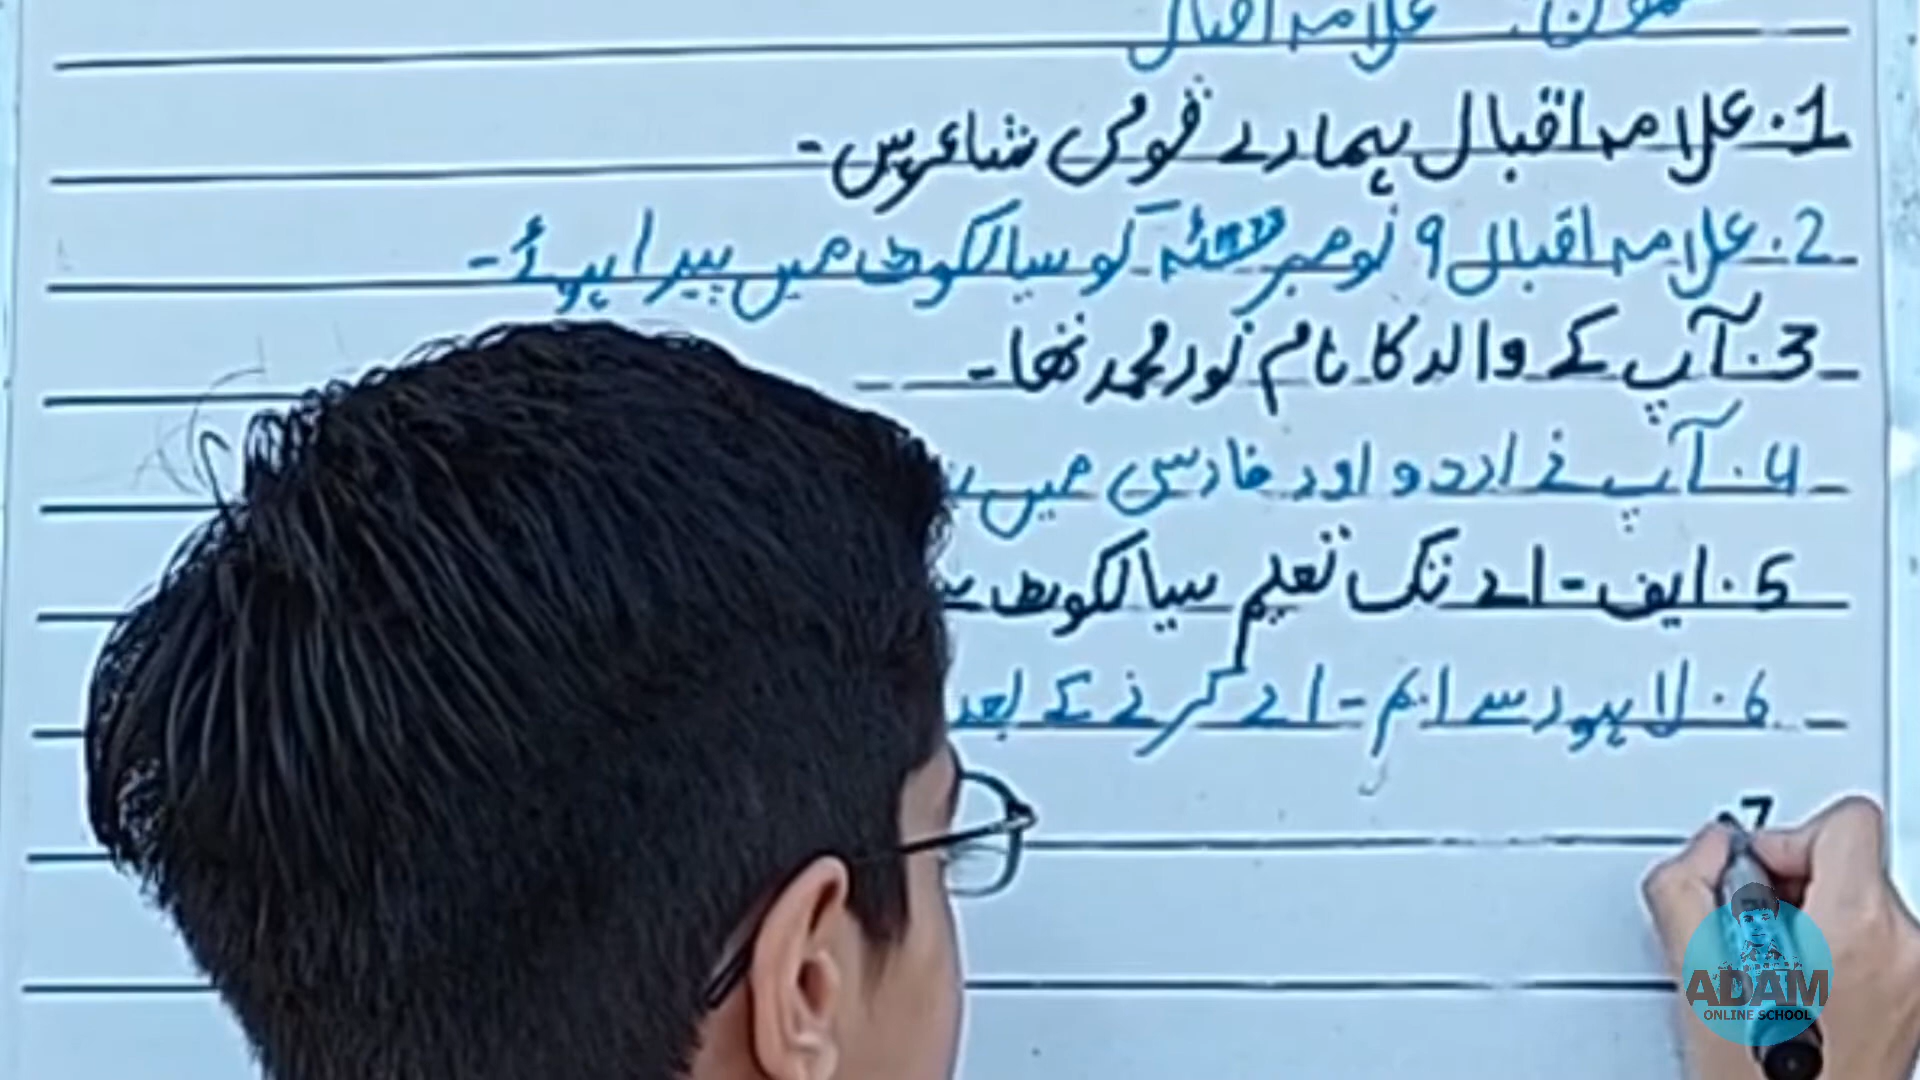 علامہ اقبال
1. علامہ اقبال ہمارے قومی شاعر ہیں۔
2. علامہ اقبال 9 نومبر کو سیالکوٹ میں پیدا ہوئے۔
3. آپ کے والد کا نام نور محمد تھا۔
4. آپ نے اردو اور فارسی میں
5. ایف-اے تک تعلیم سیالکوٹ
6. لاہور سے ایم-اے کرنے کے بعد
7.
ADAM
ONLINE SCHOOL